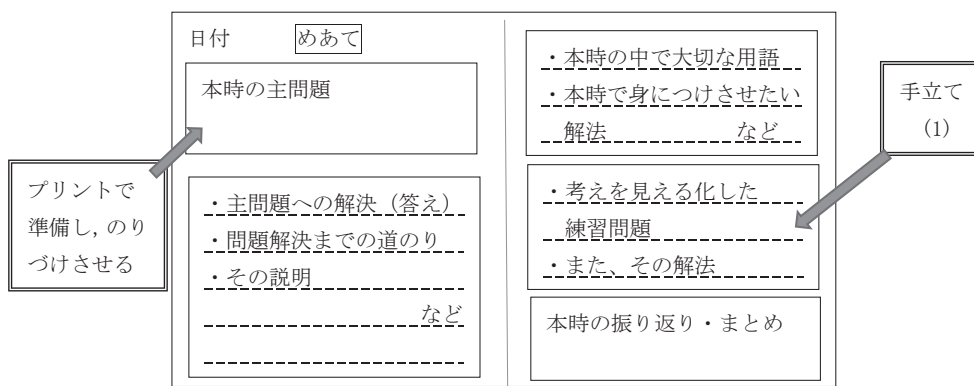 日付 めあて
本時の主問題
プリントで
準備し,のり
づけさせる
・主問題への解決（答え）
・問題解決までの道のり
・その説明
など
・本時の中で大切な用語
・本時で身につけさせたい
解法 など
・考えを見える化した
練習問題
・また、その解法
本時の振り返り・まとめ
手立て
(1)